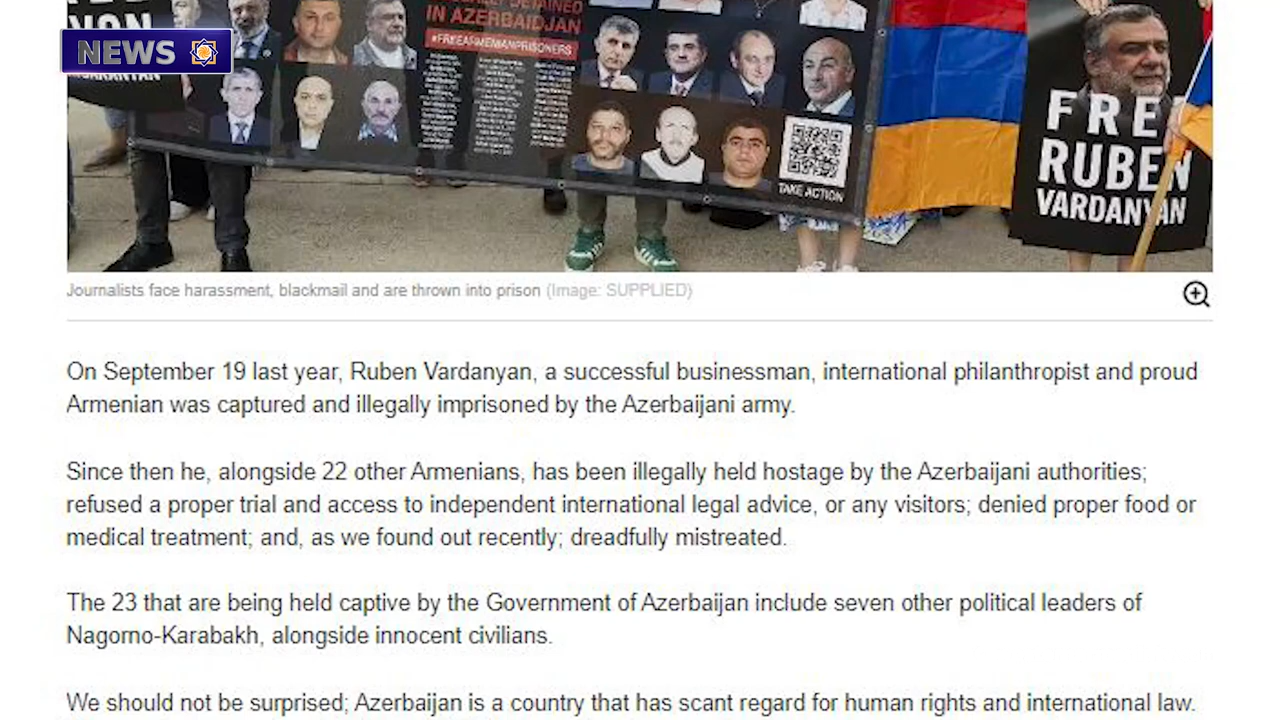 NEWS
IN AZERBAIDJAN
#FREEARMENIANPRISONERS
TAKE ACTION
FREE
RUBEN
VARDANYAN
Journalists face harassment, blackmail and are thrown into prison (Image: SUPPLIED)
On September 19 last year, Ruben Vardanyan, a successful businessman, international philanthropist and proud
Armenian was captured and illegally imprisoned by the Azerbaijani army.
Since then he, alongside 22 other Armenians, has been illegally held hostage by the Azerbaijani authorities;
refused a proper trial and access to independent international legal advice, or any visitors; denied proper food or
medical treatment; and, as we found out recently; dreadfully mistreated.
The 23 that are being held captive by the Government of Azerbaijan include seven other political leaders of
Nagorno-Karabakh, alongside innocent civilians.
We should not be surprised; Azerbaijan is a country that has scant regard for human rights and international law.